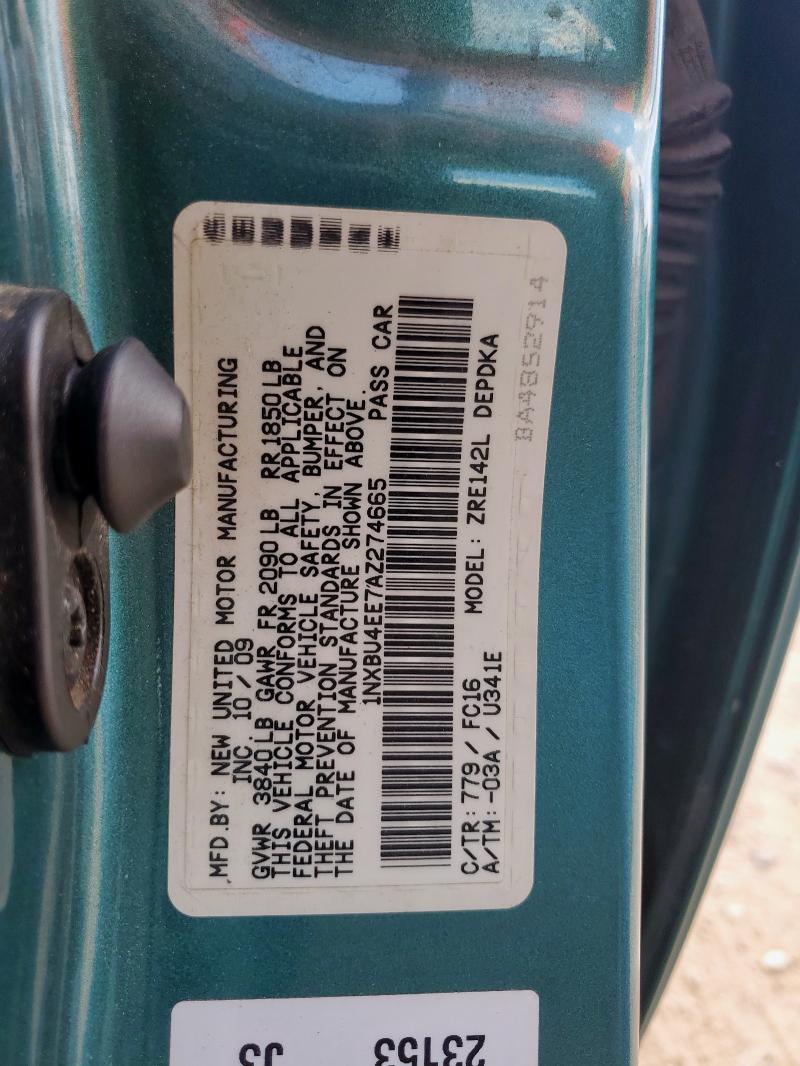 MFD.BY: NEW UNITED MOTOR MANUFACTURING
INC. 10/09
GVWR 3840LB GAWR FR 2090LB RR1850LB
THIS VEHICLE CONFORMS TO ALL APPLICABLE
FEDERAL MOTOR VEHICLE SAFETY, BUMPER, AND
THEFT PREVENTION STANDARDS IN EFFECT ON
THE DATE OF MANUFACTURE SHOWN ABOVE.
1NXBU4EE7AZ274665 PASS CAR
C/TR: 779/FC16 MODEL: ZRE142L DEPDKA
A/TM:-03A/U341E
BA4852914
23153
J3